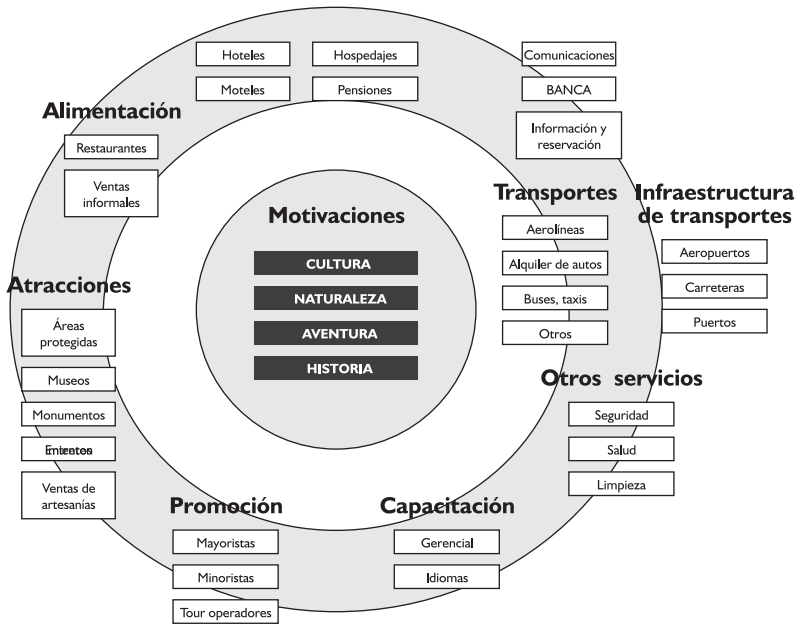 Hoteles
Hospedajes
Moteles
Pensiones
Comunicaciones
BANCA
Información y
reservación
Alimentación
Restaurantes
Ventas
informales
Motivaciones
CULTURA
NATURALEZA
AVENTURA
HISTORIA
Transportes
Aerolíneas
Alquiler de autos
Buses, taxis
Otros
Infraestructura
de transportes
Aeropuertos
Carreteras
Puertos
Atracciones
Áreas
protegidas
Museos
Monumentos
Ventas de
artesanías
Otros servicios
Seguridad
Salud
Limpieza
Promoción
Mayoristas
Minoristas
Tour operadores
Capacitación
Gerencial
Idiomas